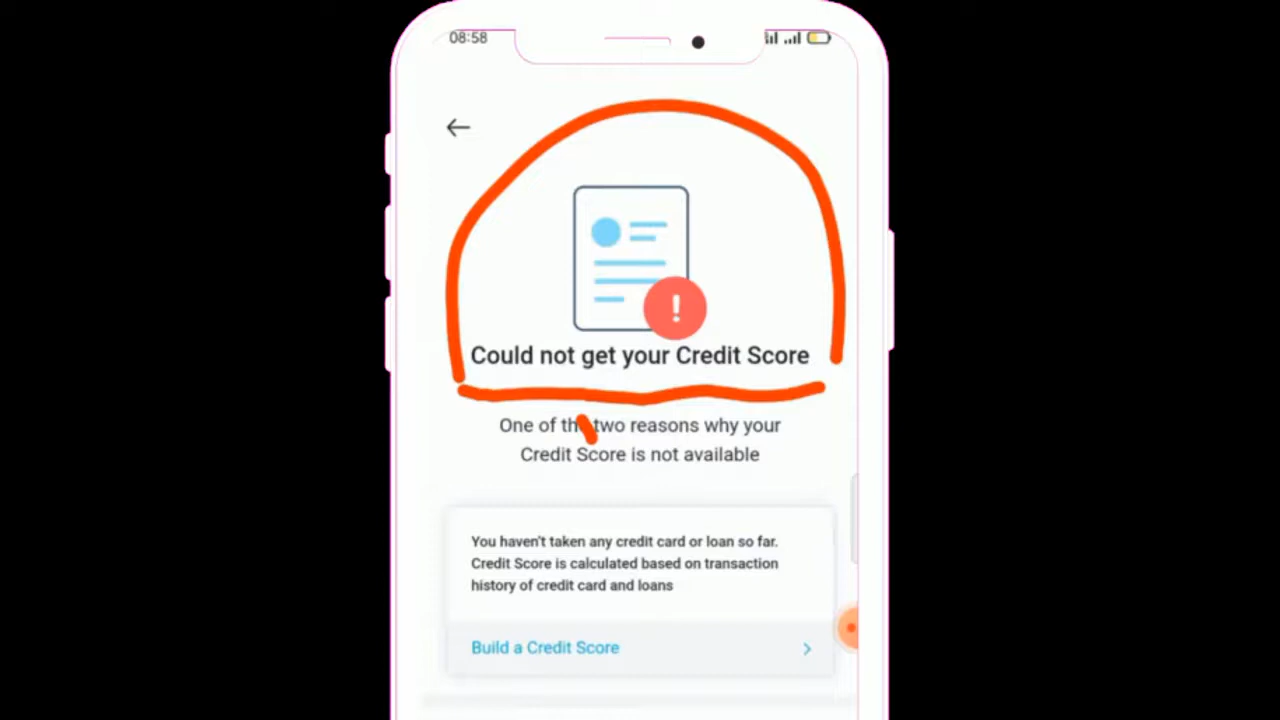 08:58
Could not get your Credit Score
One of the two reasons why your
Credit Score is not available
You haven't taken any credit card or loan so far.
Credit Score is calculated based on transaction
history of credit card and loans
Build a Credit Score